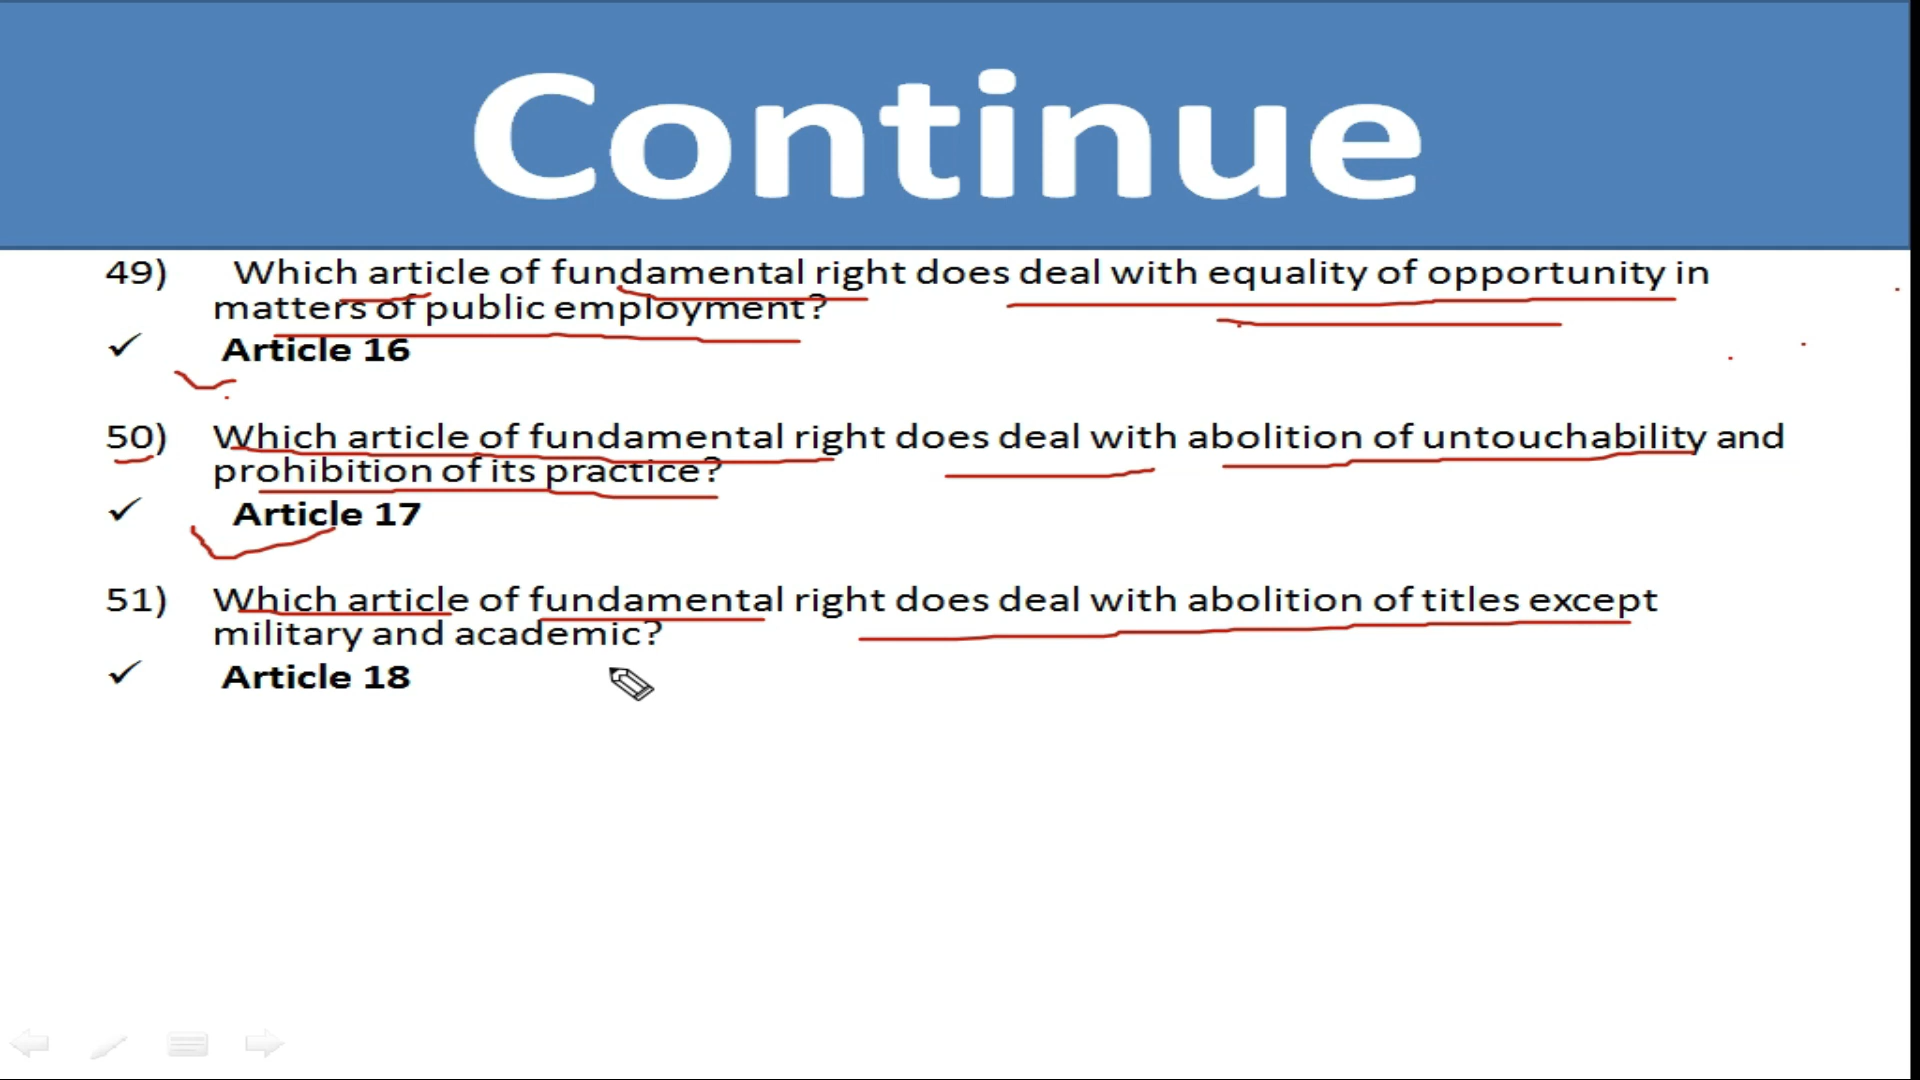 Continue
49) Which article of fundamental right does deal with equality of opportunity in
matters of public employment?
✓ Article 16
50) Which article of fundamental right does deal with abolition of untouchability and
prohibition of its practice?
✓ Article 17
51) Which article of fundamental right does deal with abolition of titles except
military and academic?
✓ Article 18